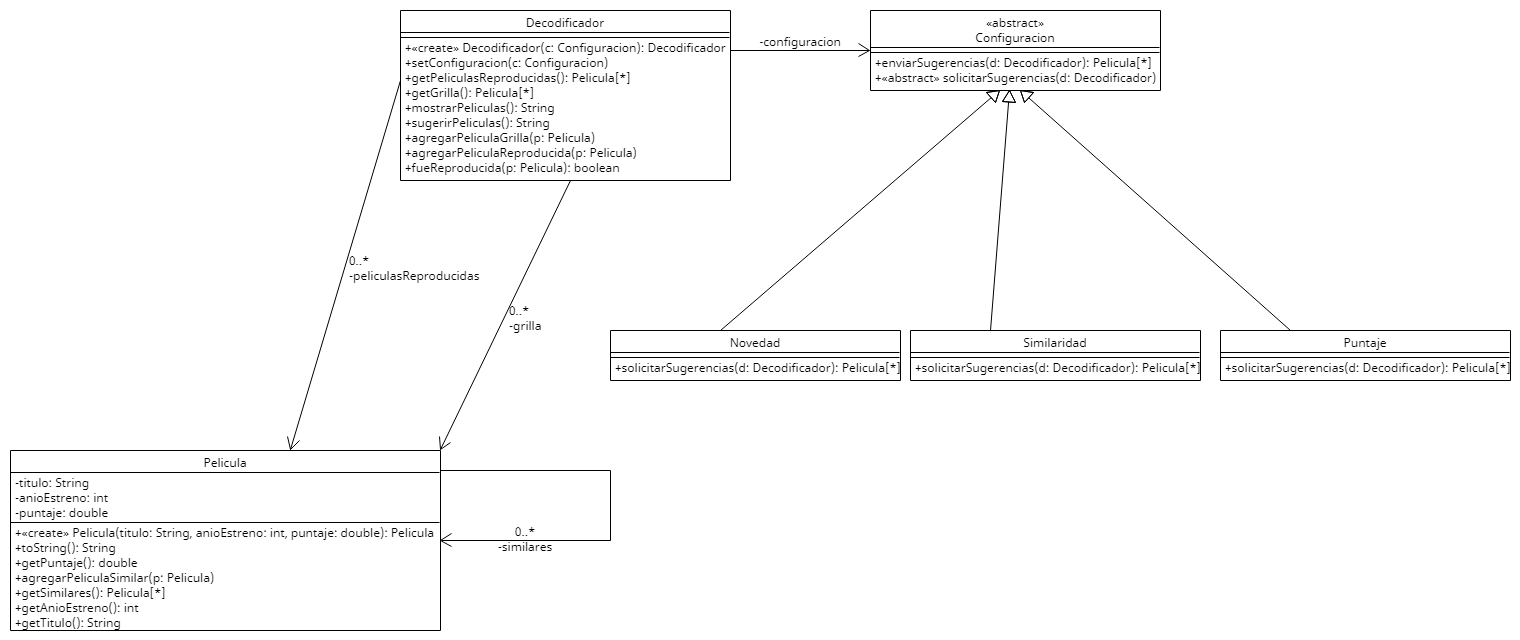 Decodificador
+«create» Decodificador(c: Configuracion): Decodificador
+setConfiguracion(c: Configuracion)
+getPeliculasReproducidas(): Pelicula[*]
+getGrilla(): Pelicula[*]
+mostrarPeliculas(): String
+sugerirPeliculas(): String
+agregarPeliculaGrilla(p: Pelicula)
+agregarPeliculaReproducida(p: Pelicula)
+fueReproducida(p: Pelicula): boolean
-configuracion
«abstract»
Configuracion
+enviarSugerencias(d: Decodificador): Pelicula[*]
+«abstract» solicitarSugerencias(d: Decodificador)
0..*
-peliculasReproducidas
0..*
-grilla
Novedad
+solicitarSugerencias(d: Decodificador): Pelicula[*]
Similaridad
+solicitarSugerencias(d: Decodificador): Pelicula[*]
Puntaje
+solicitarSugerencias(d: Decodificador): Pelicula[*]
Pelicula
-titulo: String
-anioEstreno: int
-puntaje: double
+«create» Pelicula(titulo: String, anioEstreno: int, puntaje: double): Pelicula
+toString(): String
+getPuntaje(): double
+agregarPeliculaSimilar(p: Pelicula)
+getSimilares(): Pelicula[*]
+getAnioEstreno(): int
+getTitulo(): String
0..*
-similares